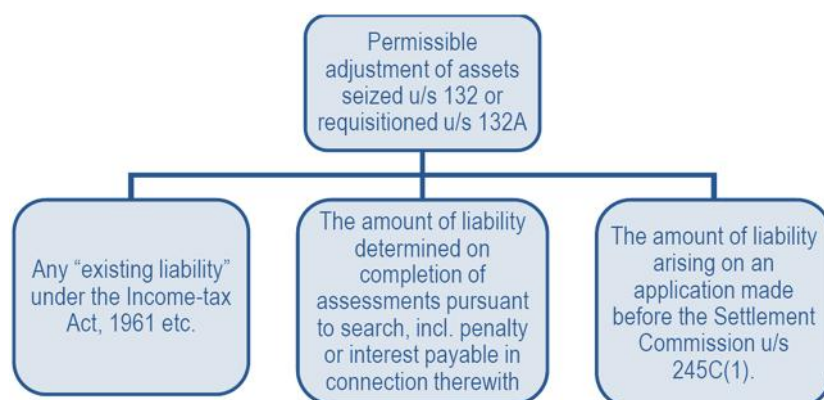 Permissible
adjustment of assets
seized u/s 132 or
requisitioned u/s 132A
Any “existing liability”
under the Income-tax
Act, 1961 etc.
The amount of liability
determined on
completion of
assessments pursuant
to search, incl. penalty
or interest payable in
connection therewith
The amount of liability
arising on an
application made
before the Settlement
Commission u/s
245C(1).